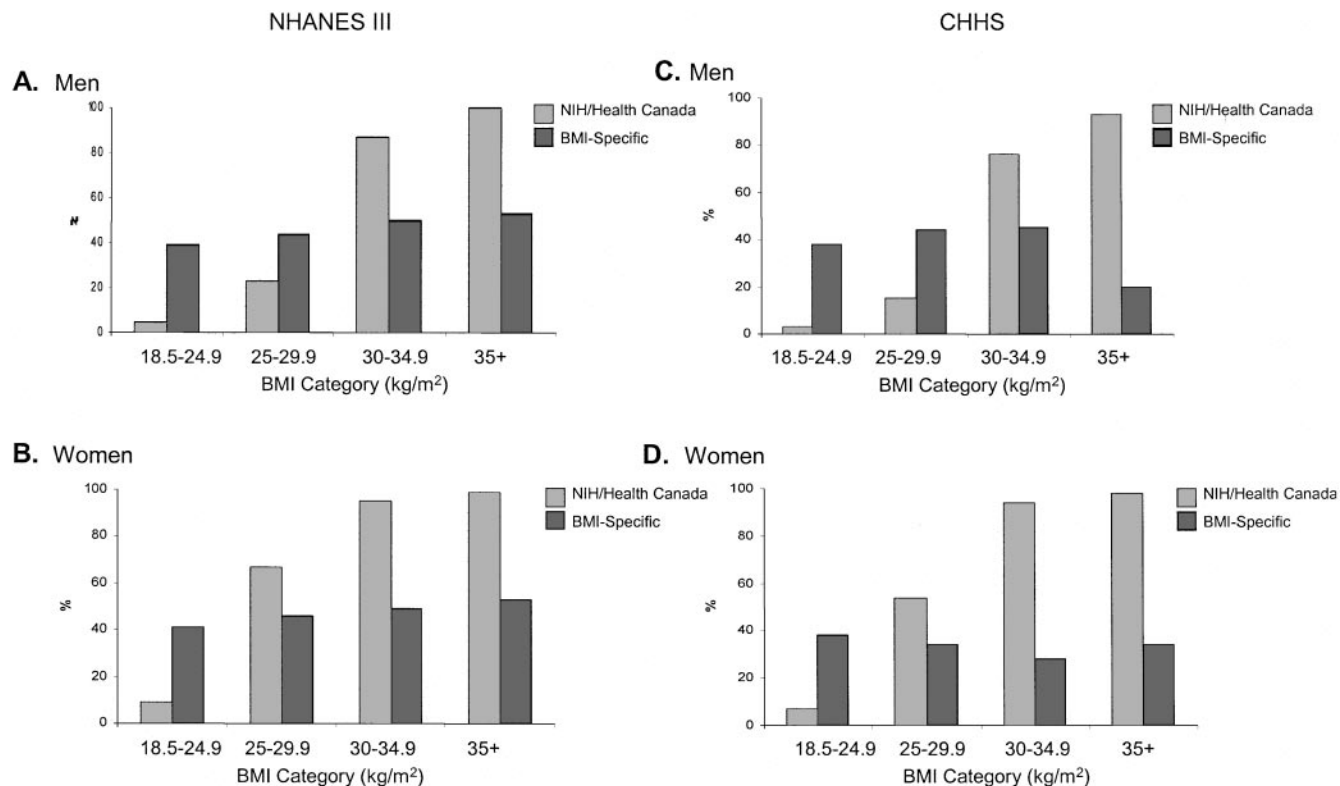 NHANES III
CHHS
A. Men
100
80
60
40
20
0
NIH/Health Canada
BMI-Specific
18.5-24.9 25-29.9 30-34.9 35+
BMI Category (kg/m²)
C. Men
100
80
60
40
20
0
%
NIH/Health Canada
BMI-Specific
18.5-24.9 25-29.9 30-34.9 35+
BMI Category (kg/m²)
B. Women
100
80
60
40
20
0
%
NIH/Health Canada
BMI-Specific
18.5-24.9 25-29.9 30-34.9 35+
BMI Category (kg/m²)
D. Women
100
80
60
40
20
0
%
NIH/Health Canada
BMI-Specific
18.5-24.9 25-29.9 30-34.9 35+
BMI Category (kg/m²)